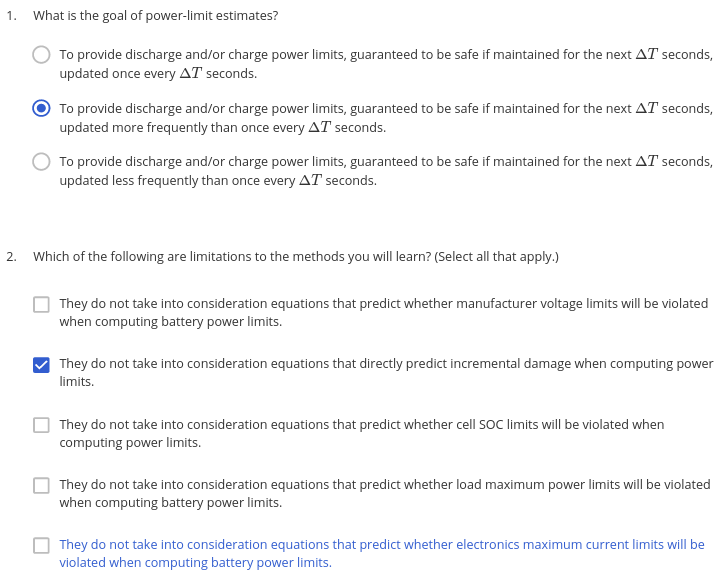 1. What is the goal of power-limit estimates?
To provide discharge and/or charge power limits, guaranteed to be safe if maintained for the next ΔT seconds,
updated once every ΔT seconds.
To provide discharge and/or charge power limits, guaranteed to be safe if maintained for the next ΔT seconds,
updated more frequently than once every ΔT seconds.
To provide discharge and/or charge power limits, guaranteed to be safe if maintained for the next ΔT seconds,
updated less frequently than once every ΔT seconds.
2. Which of the following are limitations to the methods you will learn? (Select all that apply.)
They do not take into consideration equations that predict whether manufacturer voltage limits will be violated
when computing battery power limits.
They do not take into consideration equations that directly predict incremental damage when computing power
limits.
They do not take into consideration equations that predict whether cell SOC limits will be violated when
computing power limits.
They do not take into consideration equations that predict whether load maximum power limits will be violated
when computing battery power limits.
They do not take into consideration equations that predict whether electronics maximum current limits will be
violated when computing battery power limits.